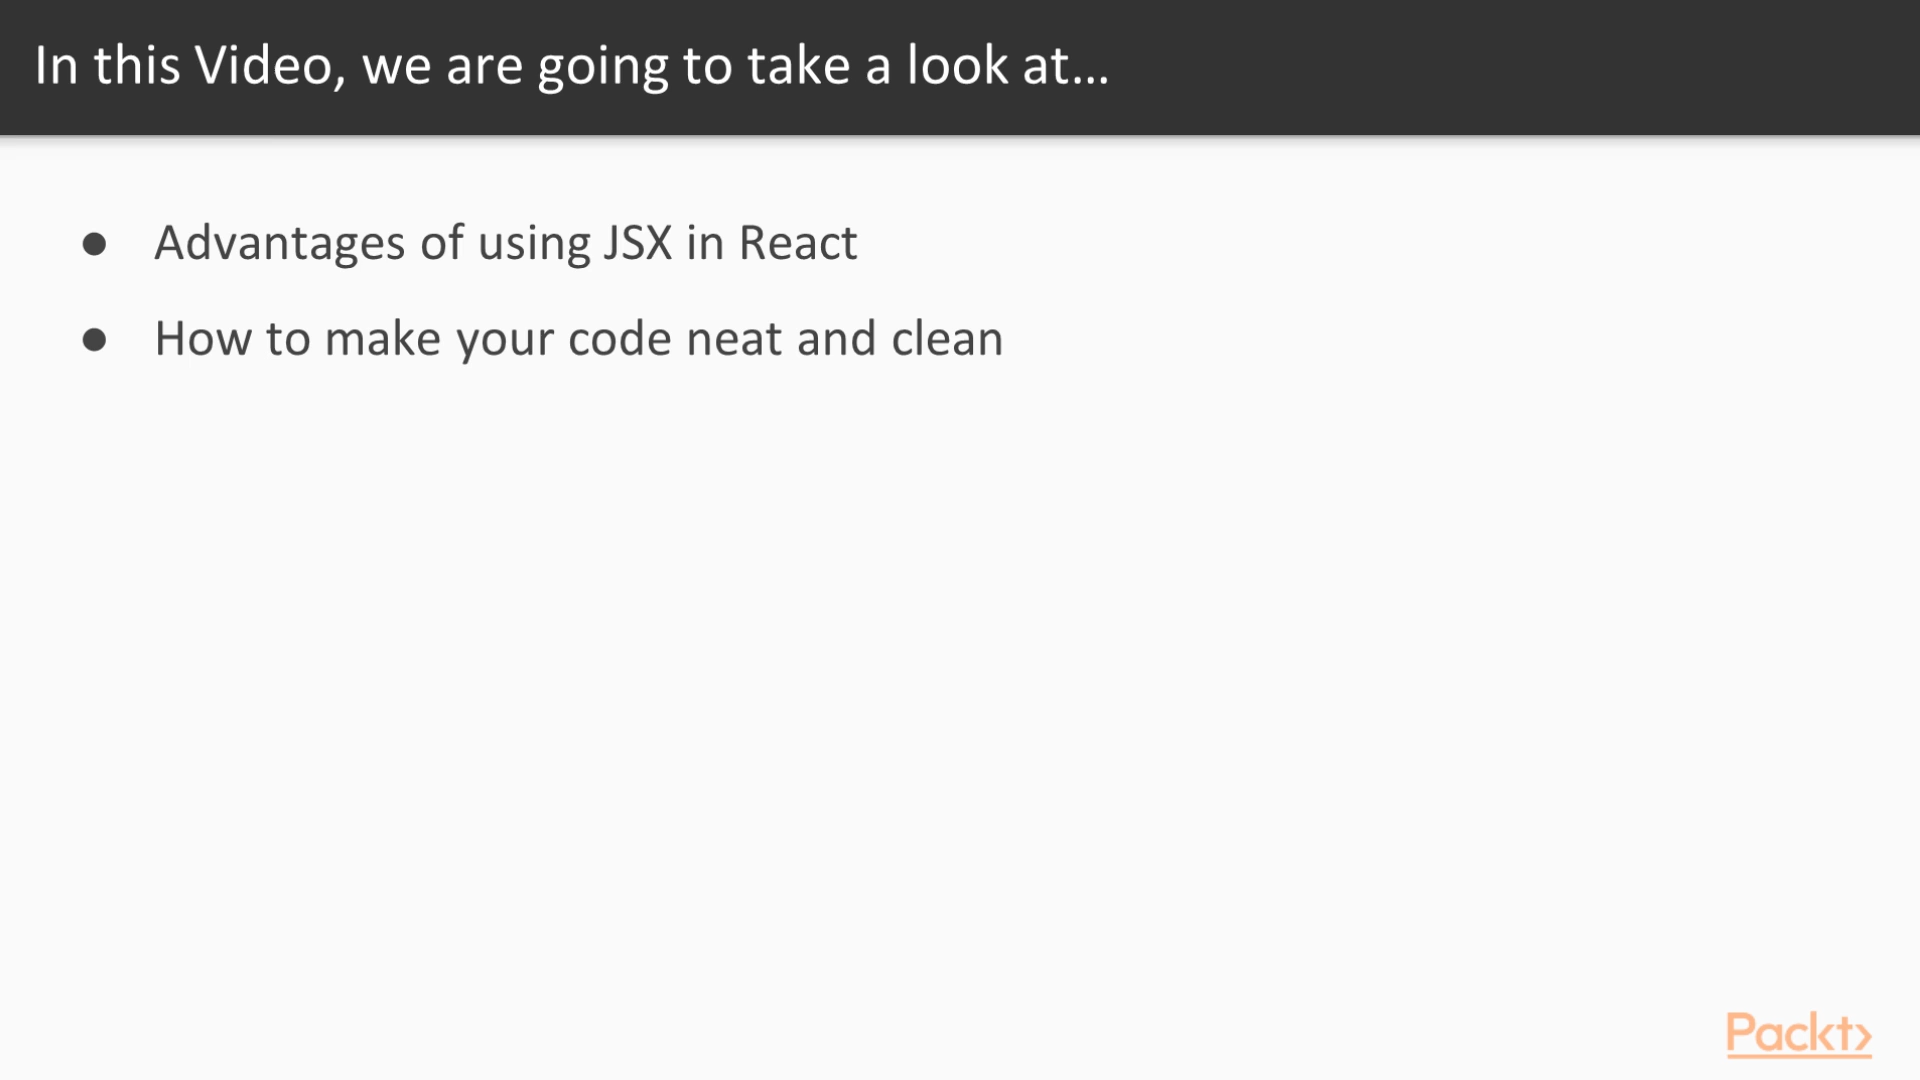 In this Video, we are going to take a look at...
● Advantages of using JSX in React
● How to make your code neat and clean
Packt>